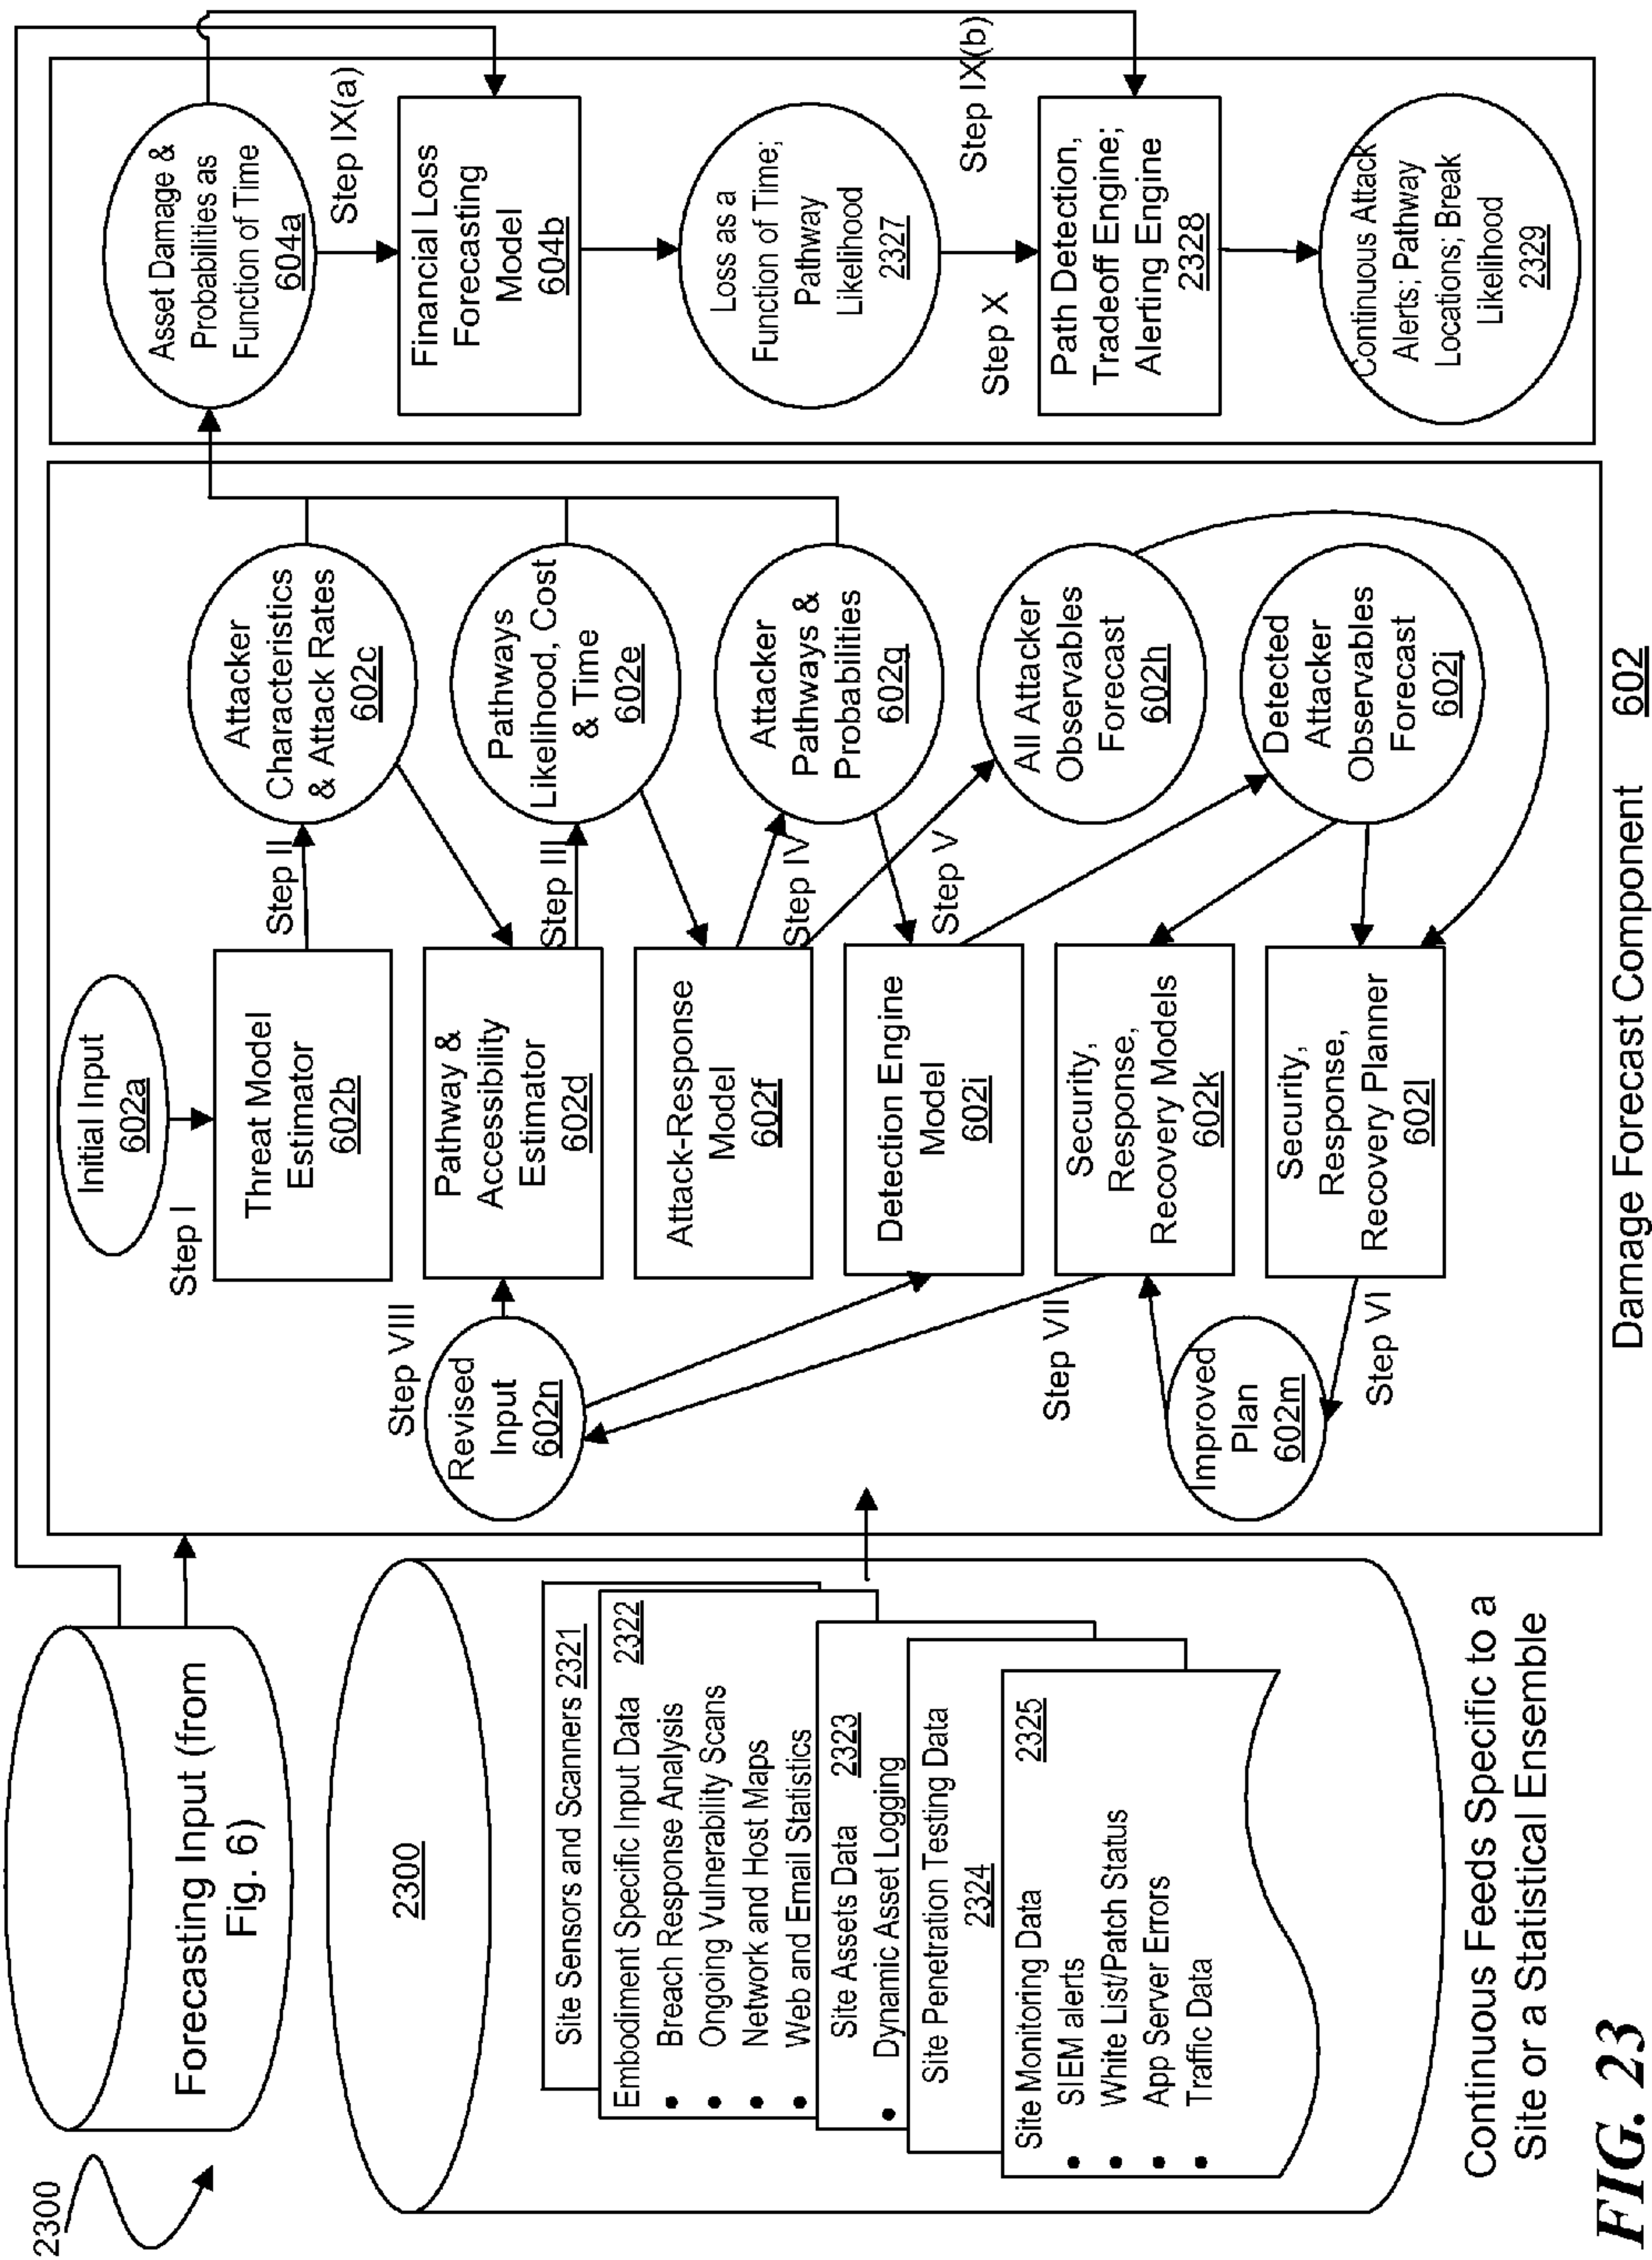 2300
Forecasting Input (from
Fig. 6)
2300
Site Sensors and Scanners 2321
Embodiment Specific Input Data 2322
• Breach Response Analysis
• Ongoing Vulnerability Scans
• Network and Host Maps
• Web and Email Statistics
Site Assets Data 2323
• Dynamic Asset Logging
Site Penetration Testing Data
2324
Site Monitoring Data 2325
• SIEM alerts
• White List/Patch Status
• App Server Errors
• Traffic Data
Continuous Feeds Specific to a
Site or a Statistical Ensemble
Initial Input
602a
Step I
Threat Model
Estimator
602b
Step II
Attacker
Characteristics
& Attack Rates
602c
Step VIII
Revised
Input
602n
Pathway &
Accessibility
Estimator
602d
Step III
Pathways
Likelihood, Cost
& Time
602e
Attack-Response
Model
602f
Step IV
Attacker
Pathways &
Probabilities
602g
Detection Engine
Model
602i
Step V
All Attacker
Observables
Forecast
602h
Step VII
Improved
Plan
602m
Security,
Response,
Recovery Models
602k
Detected
Attacker
Observables
Forecast
602j
Step VI
Security,
Response,
Recovery Planner
602l
Damage Forecast Component 602
Asset Damage &
Probabilities as
Function of Time
604a
Step IX(a)
Financial Loss
Forecasting
Model
604b
Loss as a
Function of Time;
Pathway
Likelihood
2327
Step X
Step IX(b)
Path Detection,
Tradeoff Engine;
Alerting Engine
2328
Continuous Attack
Alerts; Pathway
Locations; Break
Likelihood
2329
FIG. 23